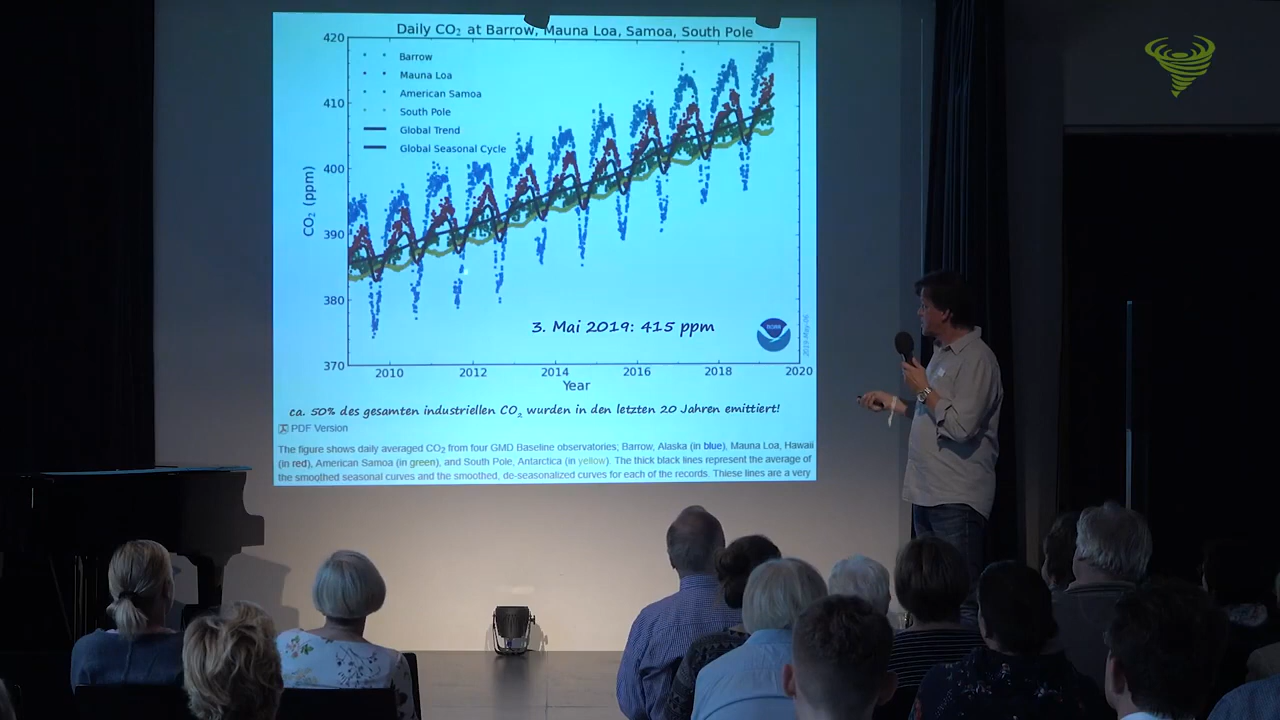 Daily CO₂ at Barrow, Mauna Loa, Samoa, South Pole
420
410
400
390
380
370
CO₂ (ppm)
Barrow
Mauna Loa
American Samoa
South Pole
Global Trend
Global Seasonal Cycle
3. Mai 2019: 415 ppm
NOAA
2019-May-06
2010 2012 2014 2016 2018 2020
Year
ca. 50% des gesamten industriellen CO₂ wurden in den letzten 20 Jahren emittiert!
PDF Version
The figure shows daily averaged CO₂ from four GMD Baseline observatories; Barrow, Alaska (in blue), Mauna Loa, Hawaii
(in red), American Samoa (in green), and South Pole, Antarctica (in yellow). The thick black lines represent the average of
the smoothed seasonal curves and the smoothed, de-seasonalized curves for each of the records. Thiese lines are a very